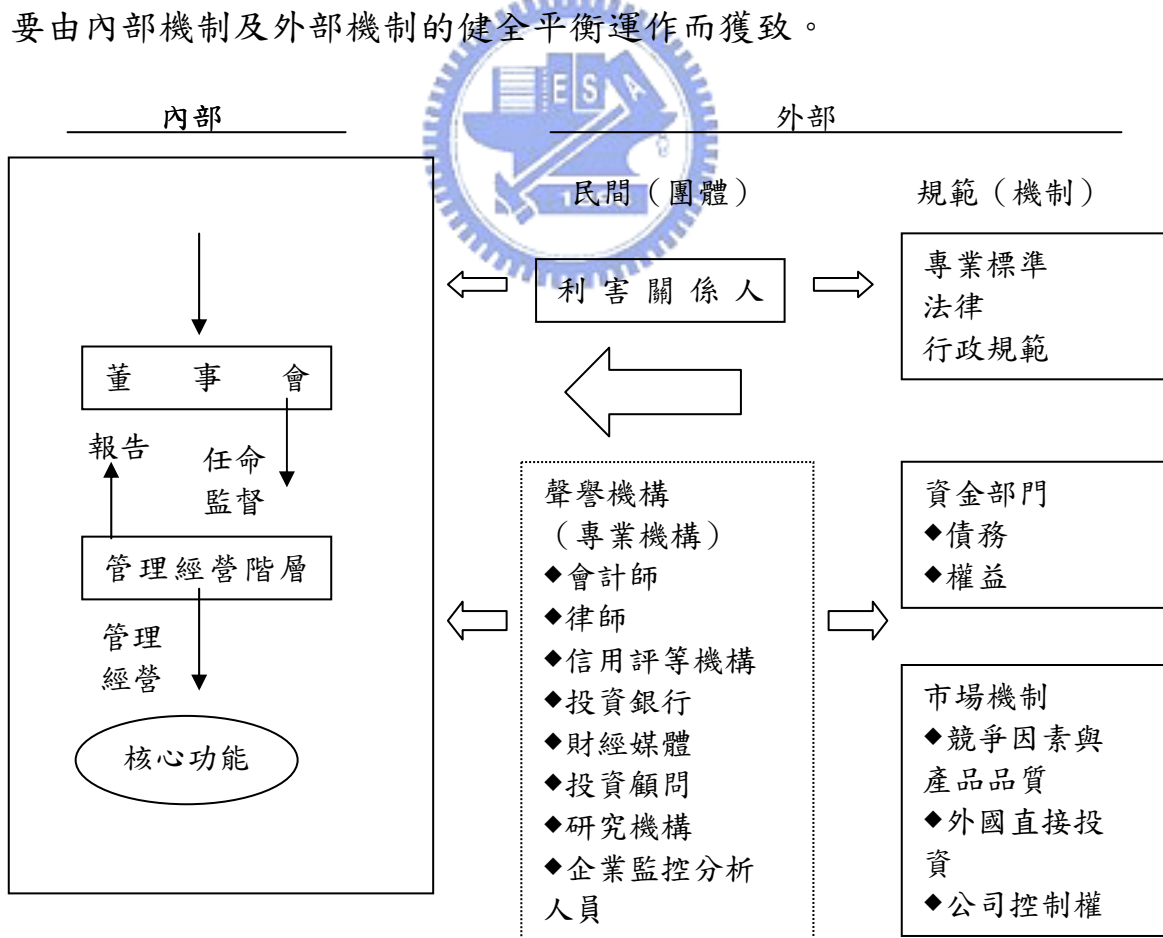 要由內部機制及外部機制的健全平衡運作而獲致。
內部
外部
民間（團體）
規範（機制）
E S A
1896
利害關係人
專業標準
法律
行政規範
董事會
報告
任命
監督
管理經營階層
管理
經營
核心功能
聲譽機構
（專業機構）
◆會計師
◆律師
◆信用評等機構
◆投資銀行
◆財經媒體
◆投資顧問
◆研究機構
◆企業監控分析
人員
資金部門
◆債務
◆權益
市場機制
◆競爭因素與
產品品質
◆外國直接投
資
◆公司控制權